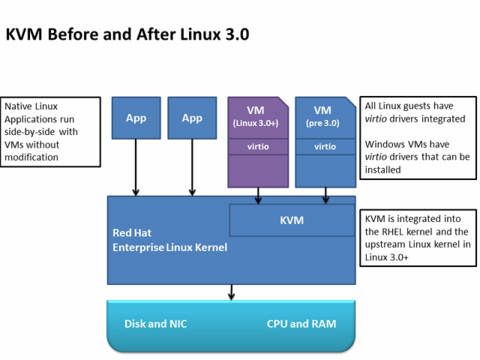 KVM Before and After Linux 3.0
Native Linux
Applications run
side-by-side with
VMs without
modification
App
App
VM
(Linux 3.0+)
virtio
VM
(pre 3.0)
virtio
All Linux guests have
virtio drivers integrated
Windows VMs have
virtio drivers that can be
installed
Red Hat
Enterprise Linux Kernel
KVM
KVM is integrated into
the RHEL kernel and the
upstream Linux kernel in
Linux 3.0+
Disk and NIC
CPU and RAM